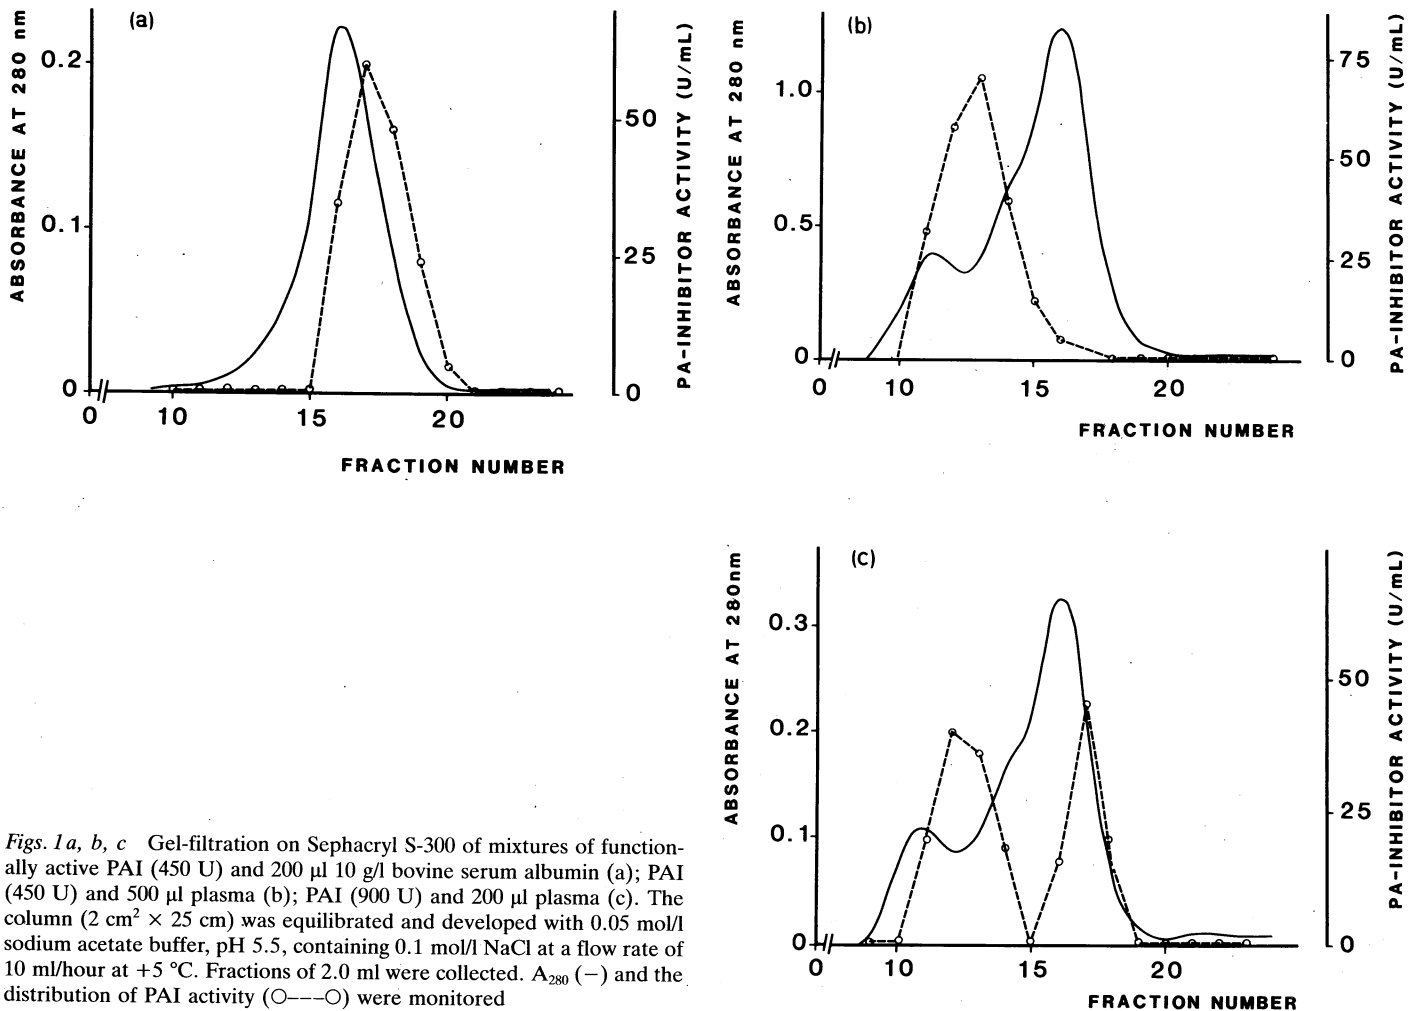 (a)
ABSORBANCE AT 280 nm
0.2
0.1
0
0 10 15 20
FRACTION NUMBER
50
25
0
PA-INHIBITOR ACTIVITY (U/mL)
(b)
ABSORBANCE AT 280 nm
1.0
0.5
0
0 10 15 20
FRACTION NUMBER
75
50
25
0
PA-INHIBITOR ACTIVITY (U/mL)
(c)
ABSORBANCE AT 280nm
0.3
0.2
0.1
0
0 10 15 20
FRACTION NUMBER
50
25
0
PA-INHIBITOR ACTIVITY (U/mL)
Figs. 1a, b, c Gel-filtration on Sephacryl S-300 of mixtures of function-
ally active PAI (450 U) and 200 µl 10 g/l bovine serum albumin (a); PAI
(450 U) and 500 µl plasma (b); PAI (900 U) and 200 µl plasma (c). The
column (2 cm² × 25 cm) was equilibrated and developed with 0.05 mol/l
sodium acetate buffer, pH 5.5, containing 0.1 mol/l NaCl at a flow rate of
10 ml/hour at +5 °C. Fractions of 2.0 ml were collected. A₂₈₀ (−) and the
distribution of PAI activity (○---○) were monitored